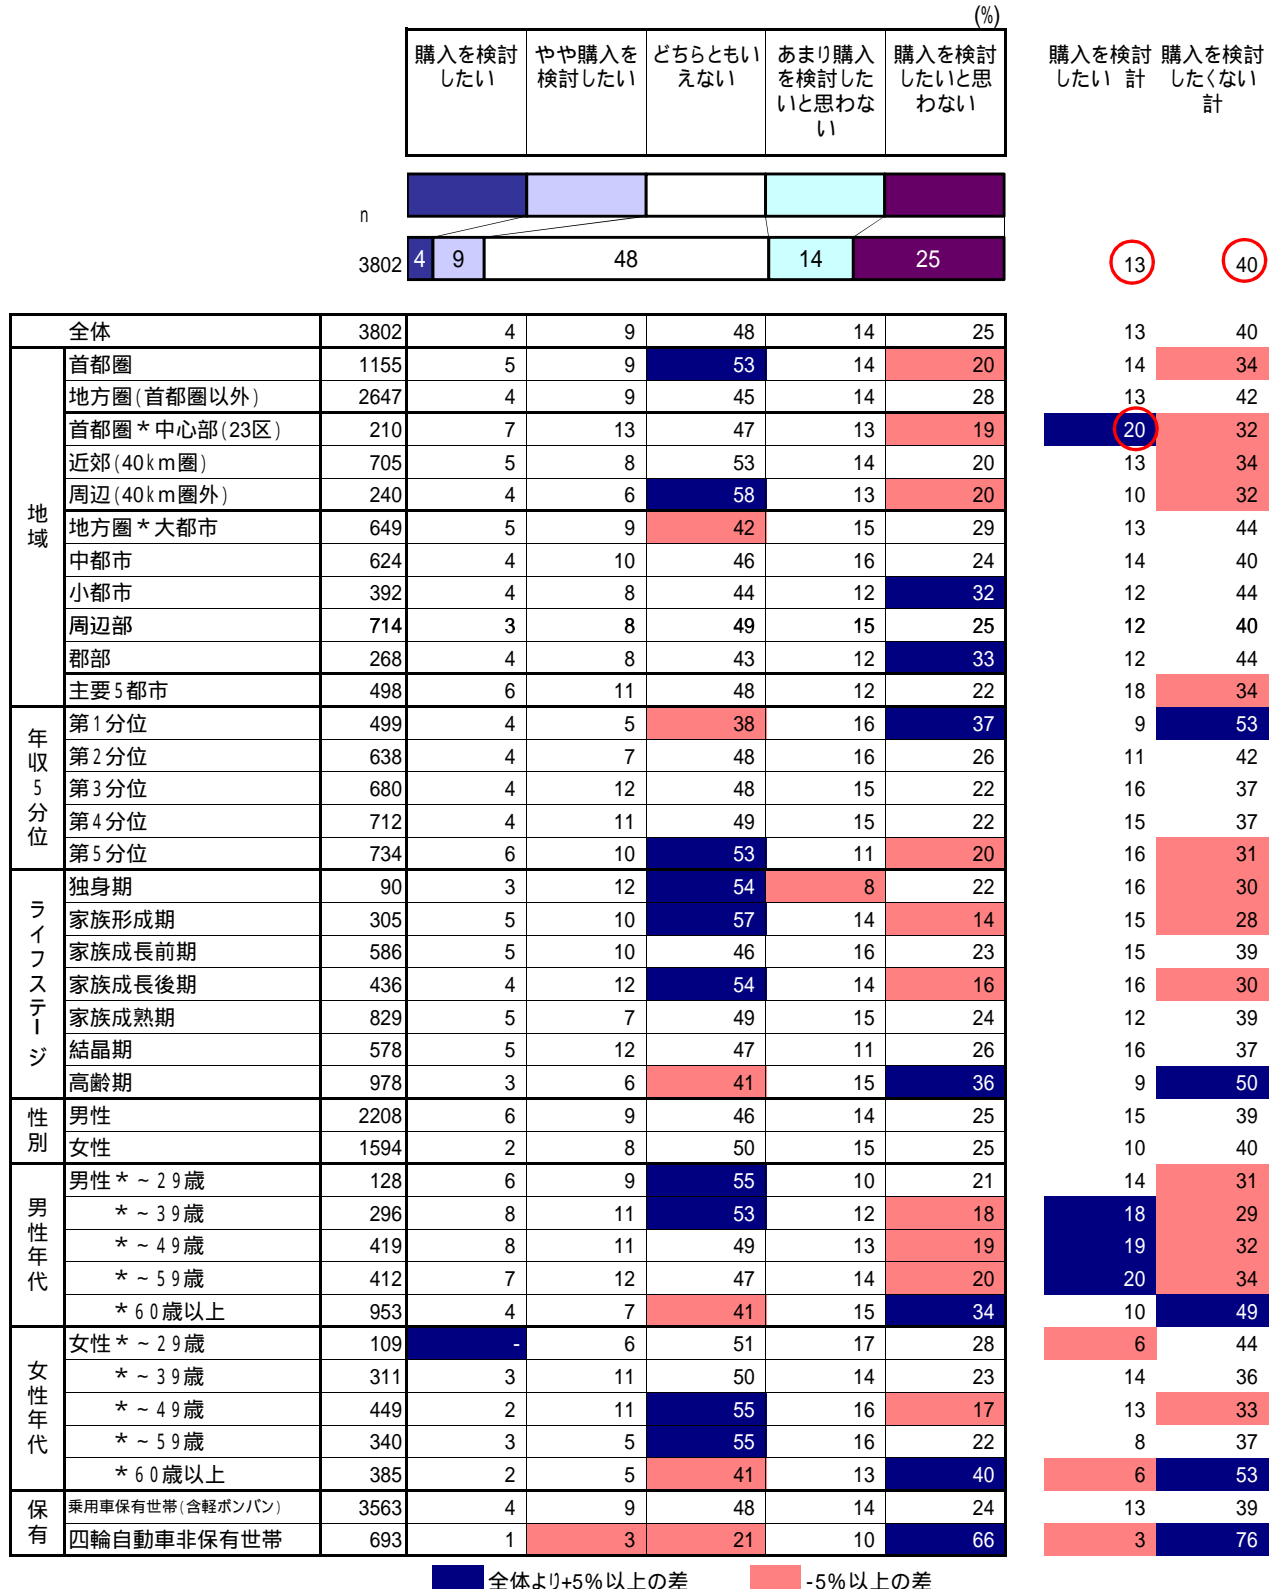 (%)
購入を検討したい やや購入を検討したい どちらともいえない あまり購入を検討したいと思わない 購入を検討したいと思わない 購入を検討したい 計 購入を検討したくない 計
n
3802 4 9 48 14 25 13 40
全体 3802 4 9 48 14 25 13 40
地域
首都圏 1155 5 9 53 14 20 14 34
地方圏(首都圏以外) 2647 4 9 45 14 28 13 42
首都圏*中心部(23区) 210 7 13 47 13 19 20 32
近郊(40km圏) 705 5 8 53 14 20 13 34
周辺(40km圏外) 240 4 6 58 13 20 10 32
地方圏*大都市 649 5 9 42 15 29 13 44
中都市 624 4 10 46 16 24 14 40
小都市 392 4 8 44 12 32 12 44
周辺部 714 3 8 49 15 25 12 40
郡部 268 4 8 43 12 33 12 44
主要5都市 498 6 11 48 12 22 18 34
年収5分位
第1分位 499 4 5 38 16 37 9 53
第2分位 638 4 7 48 16 26 11 42
第3分位 680 4 12 48 15 22 16 37
第4分位 712 4 11 49 15 22 15 37
第5分位 734 6 10 53 11 20 16 31
ライフステージ
独身期 90 3 12 54 8 22 16 30
家族形成期 305 5 10 57 14 14 15 28
家族成長前期 586 5 10 46 16 23 15 39
家族成長後期 436 4 12 54 14 16 16 30
家族成熟期 829 5 7 49 15 24 12 39
結晶期 578 5 12 47 11 26 16 37
高齢期 978 3 6 41 15 36 9 50
性別
男性 2208 6 9 46 14 25 15 39
女性 1594 2 8 50 15 25 10 40
男性年代
男性*~29歳 128 6 9 55 10 21 14 31
*~39歳 296 8 11 53 12 18 18 29
*~49歳 419 8 11 49 13 19 19 32
*~59歳 412 7 12 47 14 20 20 34
*60歳以上 953 4 7 41 15 34 10 49
女性年代
女性*~29歳 109 - 6 51 17 28 6 44
*~39歳 311 3 11 50 14 23 14 36
*~49歳 449 2 11 55 16 17 13 33
*~59歳 340 3 5 55 16 22 8 37
*60歳以上 385 2 5 41 13 40 6 53
保有
乗用車保有世帯(含軽ボンバン) 3563 4 9 48 14 24 13 39
四輪自動車非保有世帯 693 1 3 21 10 66 3 76
全体より+5%以上の差 -5%以上の差